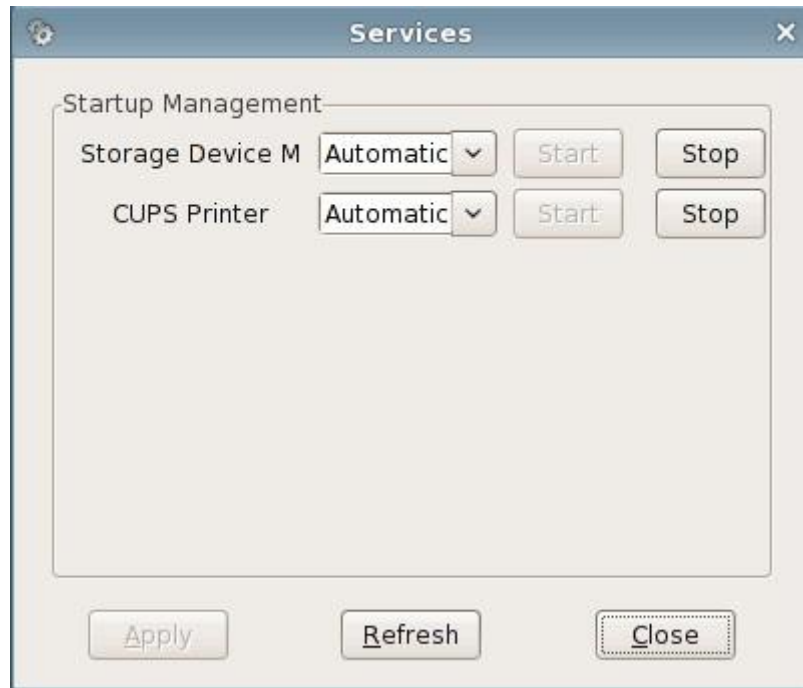 Services
Startup Management
Storage Device M Automatic Start Stop
CUPS Printer Automatic Start Stop
Apply Refresh Close